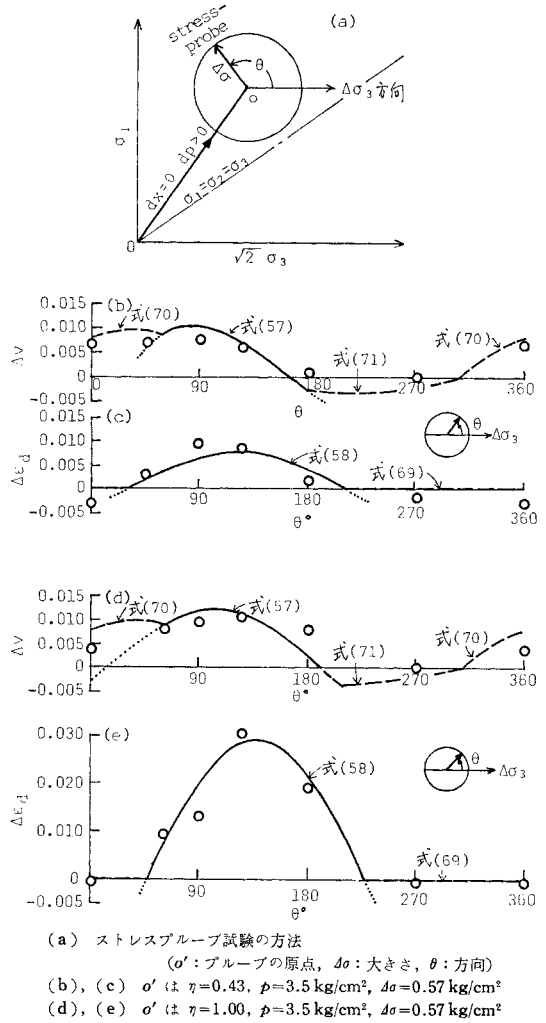 (a)
stress-
probe
Δσ
θ
o'
Δσ₃方向
σ₁
dx=0 dp>0
σ₁=σ₂=σ₃
0
√2 σ₃
(b)
Δv
0.015
0.010
0.005
0
-0.005
式(70)
式(57)
式(71)
式(70)
0 90 180 270 360
θ
(c)
Δε_d
0.015
0.010
0.005
0
-0.005
式(58)
式(69)
θ
Δσ₃
90 180 270 360
θ°
(d)
Δv
0.015
0.010
0.005
0
-0.005
式(70)
式(57)
式(71)
式(70)
90 180 270 360
θ°
(e)
Δε_d
0.030
0.020
0.010
0
-0.005
式(58)
式(69)
θ
Δσ₃
90 180 270 360
θ°
(a) ストレスプルーブ試験の方法
(o′：プルーブの原点，Δσ：大きさ，θ：方向)
(b), (c) o′ は η=0.43, p=3.5 kg/cm², Δσ=0.57 kg/cm²
(d), (e) o′ は η=1.00, p=3.5 kg/cm², Δσ=0.57 kg/cm²